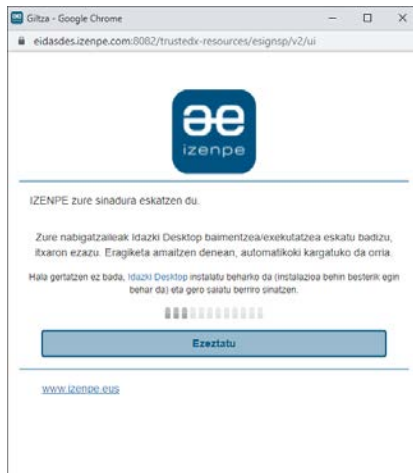 Giltza - Google Chrome
eidasdes.izenpe.com:8082/trustedx-resources/esignsp/v2/ui
izenpe
IZENPE zure sinadura eskatzen du.
Zure nabigatzaileak Idazki Desktop baimentzea/exekutatzea eskatu badizu,
itxaron ezazu. Eragiketa amaitzen denean, automatikoki kargatuko da orria.
Hala gertatzen ez bada, Idazki Desktop instalatu beharko da (instalazioa behin besterik egin
behar da) eta gero saiatu berriro sinatzen.
Ezeztatu
www.izenpe.eus